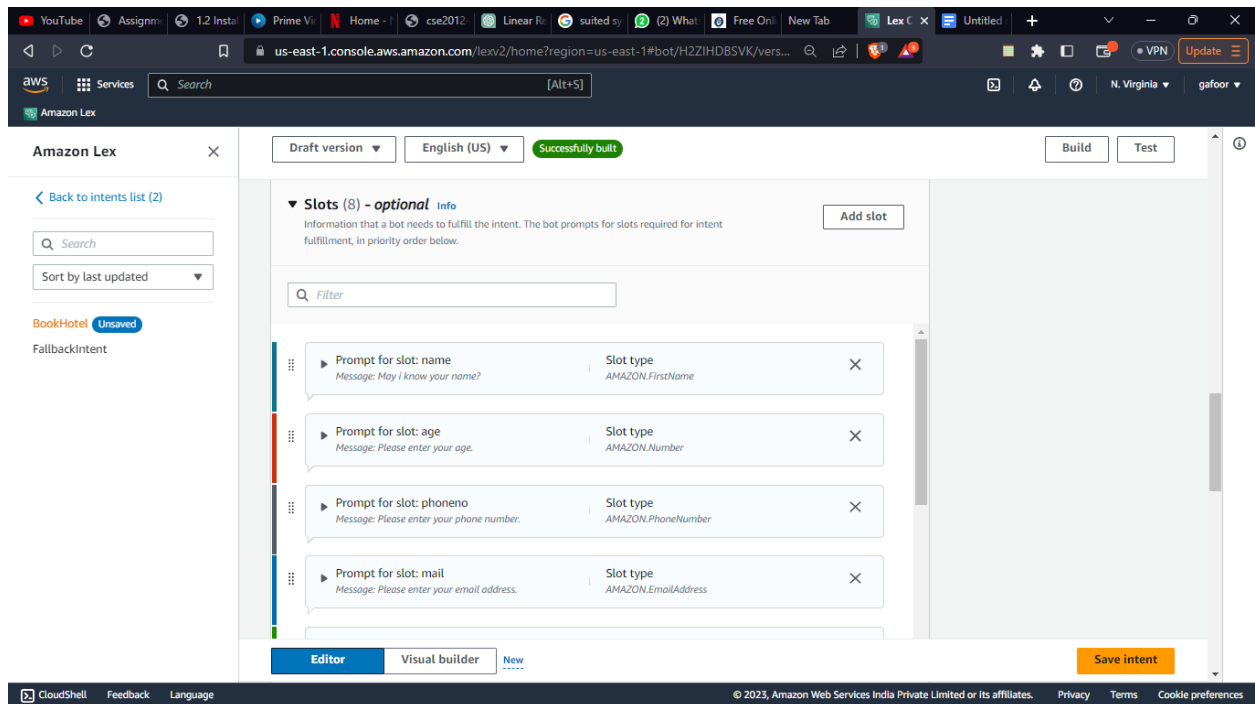 YouTube Assignm 1.2 Instal Prime Vic Home - N cse2012- Linear Re suited sy (2) What Free Onli New Tab Lex C Untitled
us-east-1.console.aws.amazon.com/lexv2/home?region=us-east-1#bot/H2ZIHDBSVK/vers... VPN Update
aws Services Search [Alt+S] N. Virginia gafoor
Amazon Lex
Amazon Lex
Draft version English (US) Successfully built Build Test
Back to intents list (2)
Search
Sort by last updated
BookHotel Unsaved
FallbackIntent
Slots (8) - optional Info
Information that a bot needs to fulfill the intent. The bot prompts for slots required for intent
fulfillment, in priority order below.
Add slot
Filter
Prompt for slot: name Slot type
Message: May i know your name? AMAZON.FirstName
Prompt for slot: age Slot type
Message: Please enter your age. AMAZON.Number
Prompt for slot: phoneno Slot type
Message: Please enter your phone number. AMAZON.PhoneNumber
Prompt for slot: mail Slot type
Message: Please enter your email address. AMAZON.EmailAddress
Editor Visual builder New Save intent
CloudShell Feedback Language © 2023, Amazon Web Services India Private Limited or its affiliates. Privacy Terms Cookie preferences